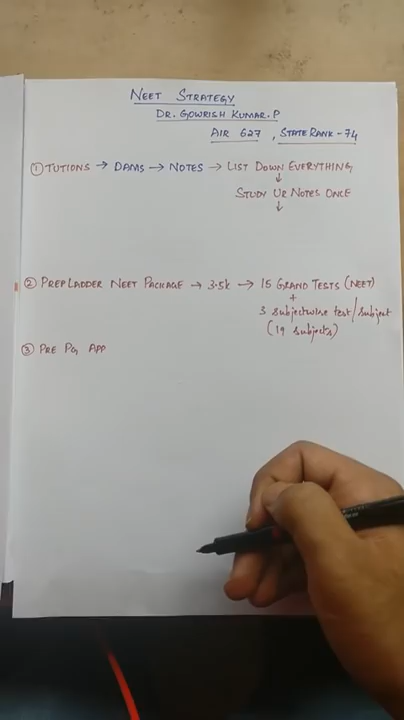 NEET STRATEGY
DR. GOWRISH KUMAR.P
AIR 627 , STATE RANK-74
① TUTIONS → DAMS → NOTES → LIST DOWN EVERYTHING
↓
STUDY UR NOTES ONCE
↓
② PREPLADDER NEET PACKAGE → 3.5k → 15 GRAND TESTS (NEET)
+
3 subjectwise test/subject
(19 subjects)
③ PRE PG APP